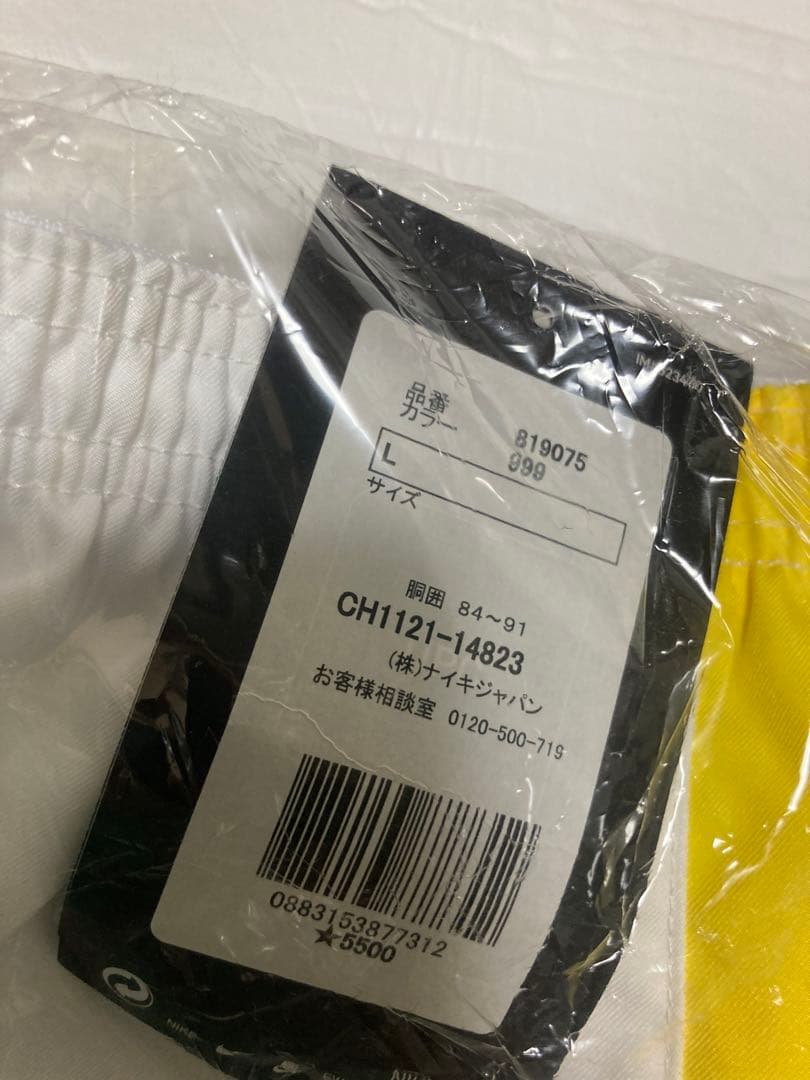 品番 819075
カラー 999
L
サイズ
胴囲 84～91
CH1121-14823
(株)ナイキジャパン
お客様相談室 0120-500-719
0883153877312
★5500
NIKE